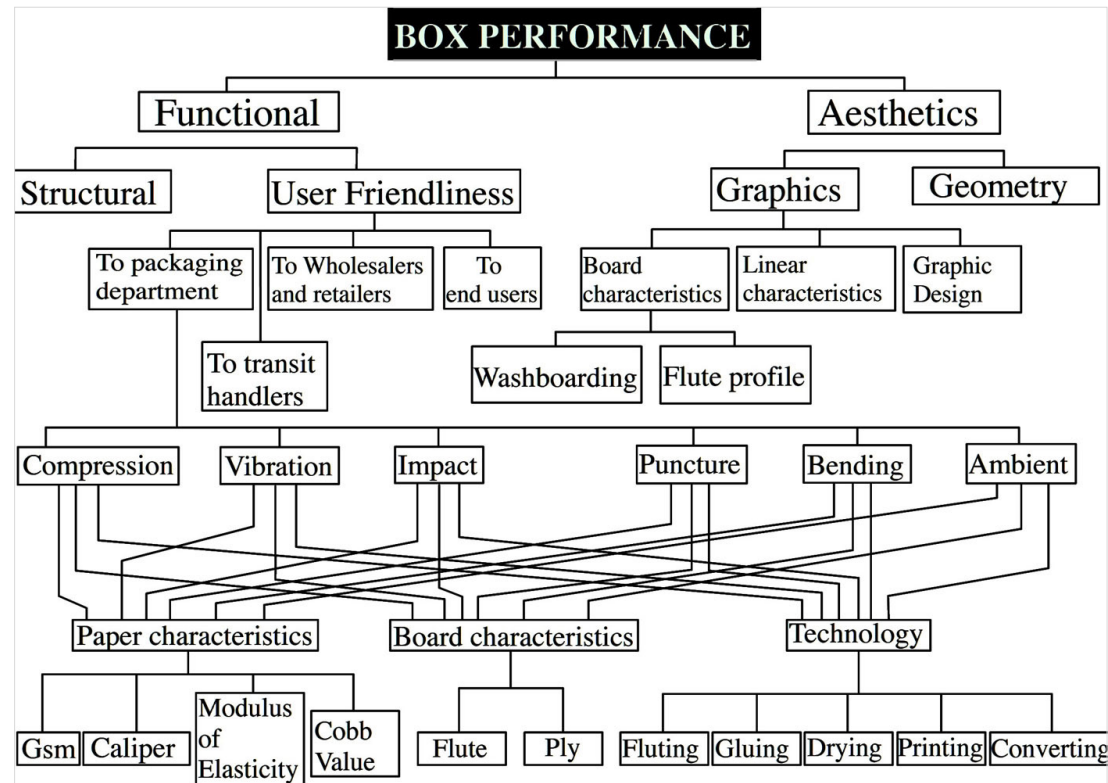 BOX PERFORMANCE
Functional
Aesthetics
Structural
User Friendliness
Graphics
Geometry
To packaging
department
To Wholesalers
and retailers
To
end users
Board
characteristics
Linear
characteristics
Graphic
Design
To transit
handlers
Washboarding
Flute profile
Compression
Vibration
Impact
Puncture
Bending
Ambient
Paper characteristics
Board characteristics
Technology
Gsm
Caliper
Modulus
of
Elasticity
Cobb
Value
Flute
Ply
Fluting
Gluing
Drying
Printing
Converting